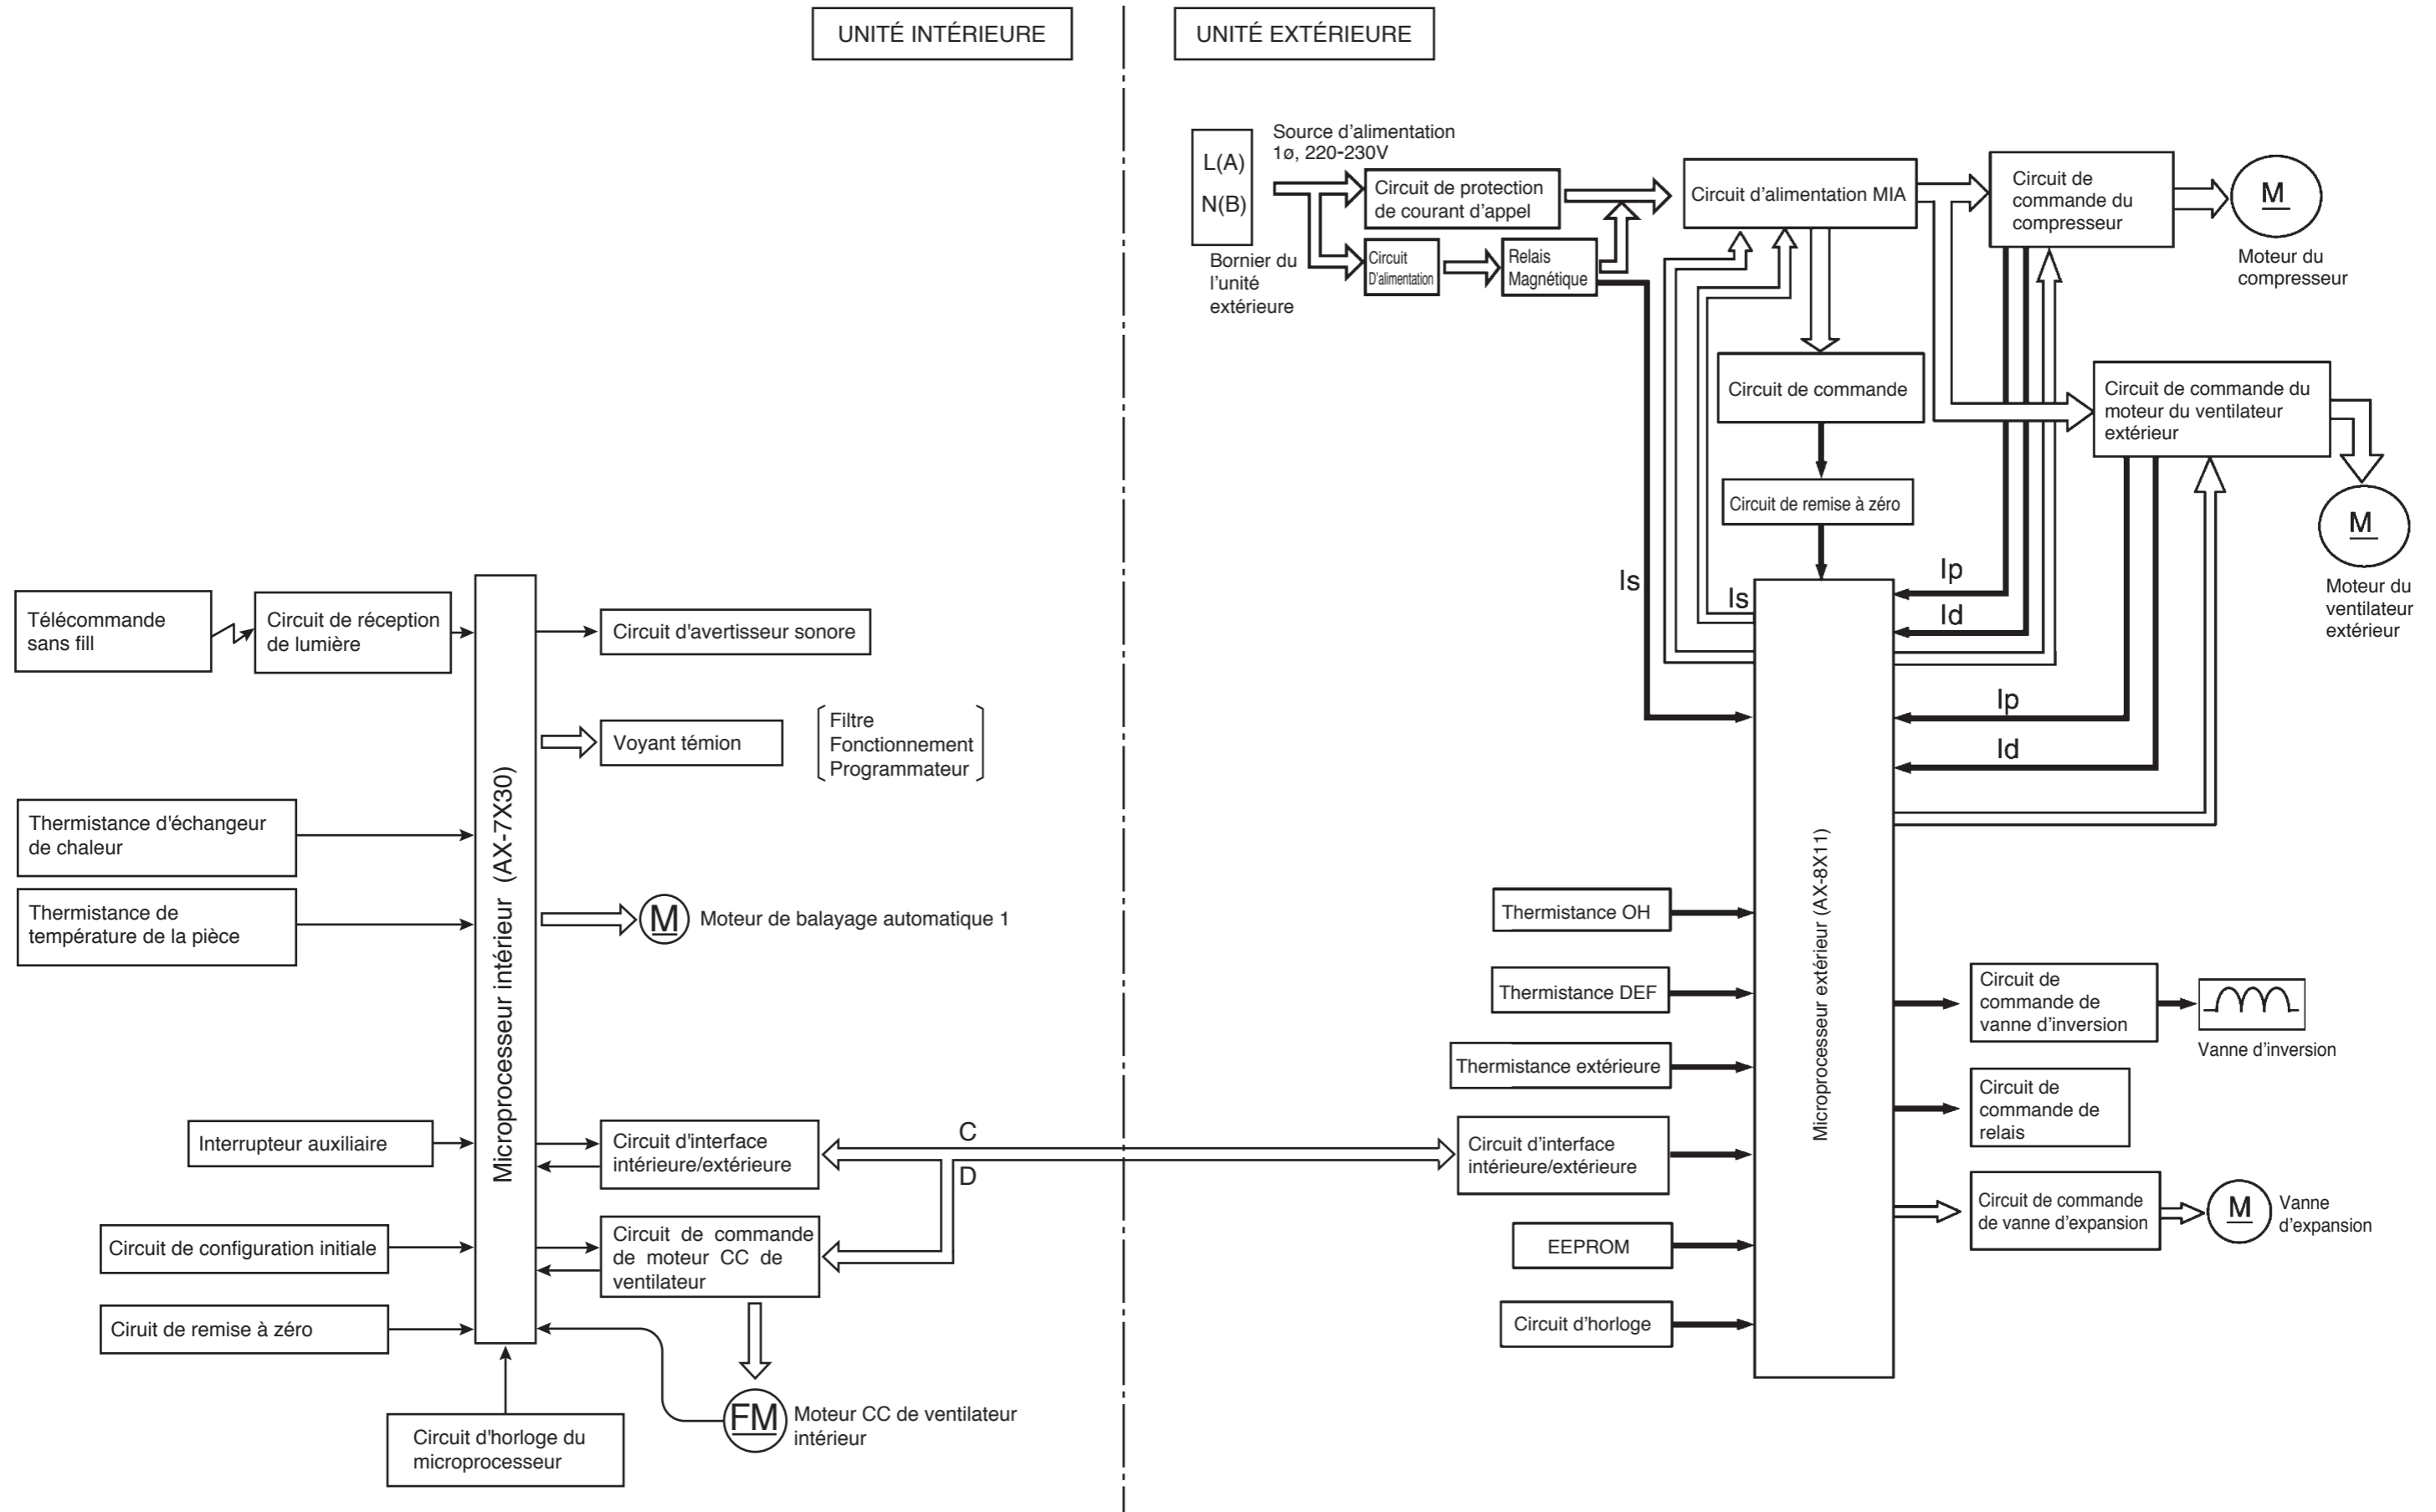 UNITÉ INTÉRIEURE
UNITÉ EXTÉRIEURE
L(A)
N(B)
Bornier du
l’unité
extérieure
Source d’alimentation
1ø, 220-230V
Circuit de protection
de courant d’appel
Circuit
D’alimentation
Relais
Magnétique
Circuit d’alimentation MIA
Circuit de
commande du
compresseur
M
Moteur du
compresseur
Circuit de commande
Circuit de commande du
moteur du ventilateur
extérieur
M
Moteur du
ventilateur
extérieur
Circuit de remise à zéro
Is
Is
Ip
Id
Ip
Id
Microprocesseur extérieur (AX-8X11)
Thermistance OH
Thermistance DEF
Thermistance extérieure
Circuit d’interface
intérieure/extérieure
EEPROM
Circuit d’horloge
Circuit de
commande de
vanne d’inversion
Vanne d’inversion
Circuit de
commande de
relais
Circuit de commande
de vanne d’expansion
M
Vanne
d’expansion
Télécommande
sans fill
Circuit de réception
de lumière
Microprocesseur intérieur (AX-7X30)
Circuit d'avertisseur sonore
Voyant témion
Filtre
Fonctionnement
Programmateur
Thermistance d'échangeur
de chaleur
Thermistance de
température de la pièce
M
Moteur de balayage automatique 1
Interrupteur auxiliaire
Circuit d'interface
intérieure/extérieure
C
D
Circuit de configuration initiale
Circuit de commande
de moteur CC de
ventilateur
Ciruit de remise à zéro
FM
Moteur CC de ventilateur
intérieur
Circuit d'horloge du
microprocesseur